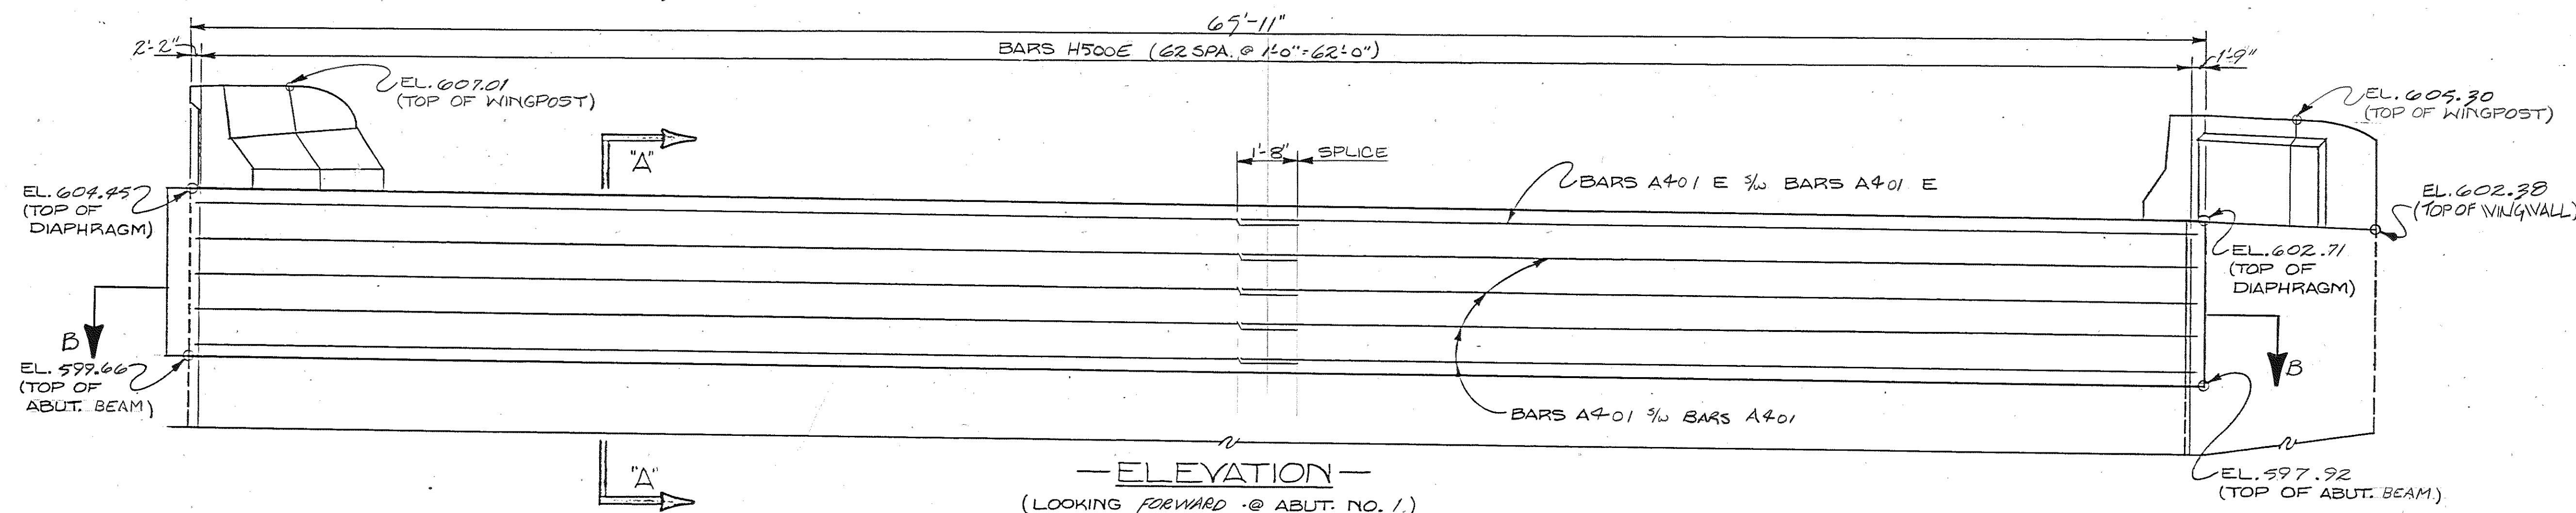 65'-11"
2'-2"
BARS H500E (62 SPA. @ 1'-0" = 62'-0")
1'-9"
EL. 607.01
(TOP OF WINGPOST)
EL. 605.30
(TOP OF WINGPOST)
"A"
1'-8" SPLICE
BARS A401 E S/W BARS A401 E
EL. 604.45
(TOP OF
DIAPHRAGM)
EL. 602.38
(TOP OF WINGWALL)
EL. 602.71
(TOP OF
DIAPHRAGM)
B
B
EL. 599.66
(TOP OF
ABUT. BEAM)
BARS A401 S/W BARS A401
"A"
—ELEVATION—
(LOOKING FORWARD @ ABUT. NO. 1.)
EL. 597.92
(TOP OF ABUT. BEAM.)